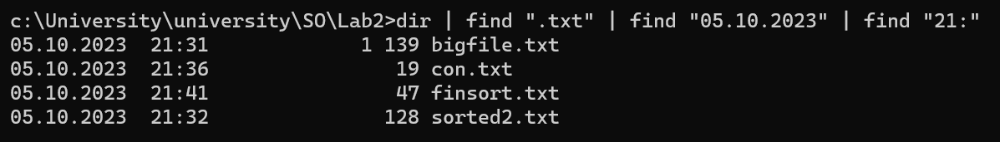 c:\University\university\SO\Lab2>dir | find ".txt" | find "05.10.2023" | find "21:"
05.10.2023  21:31             1 139 bigfile.txt
05.10.2023  21:36                19 con.txt
05.10.2023  21:41                47 finsort.txt
05.10.2023  21:32               128 sorted2.txt